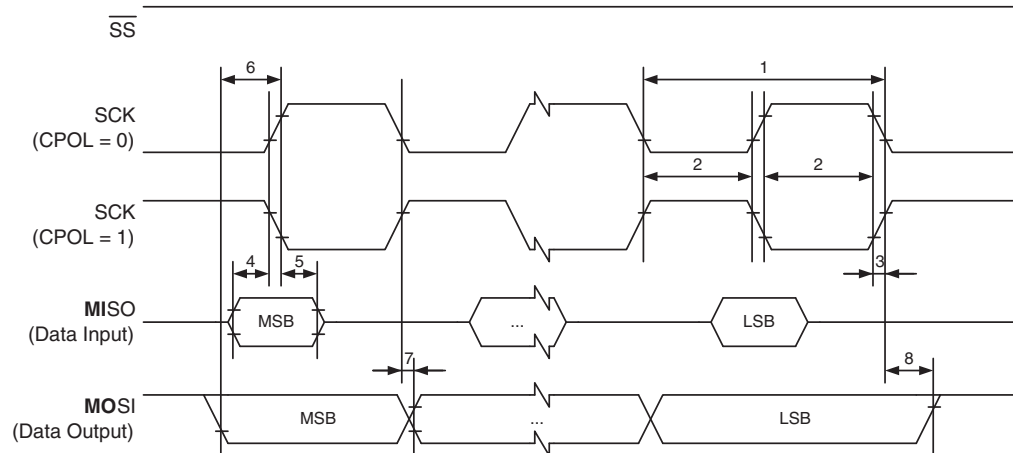 SS
6
1
SCK
(CPOL = 0)
2
2
SCK
(CPOL = 1)
4
5
3
MISO
(Data Input)
MSB
...
LSB
7
8
MOSI
(Data Output)
MSB
...
LSB